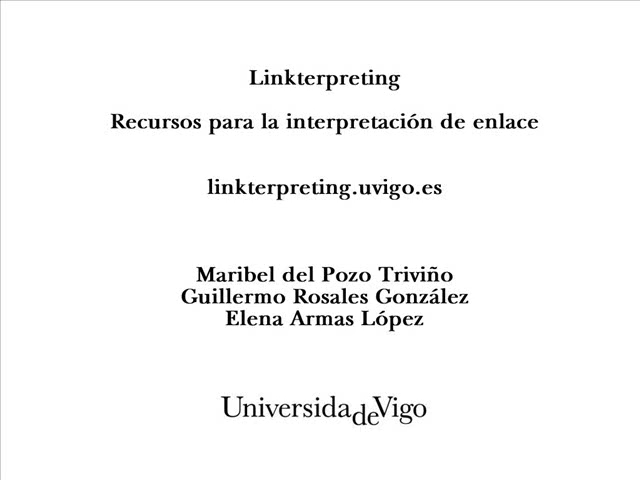 Linkterpreting
Recursos para la interpretación de enlace
linkterpreting.uvigo.es
Maribel del Pozo Triviño
Guillermo Rosales González
Elena Armas López
UniversidadeVigo